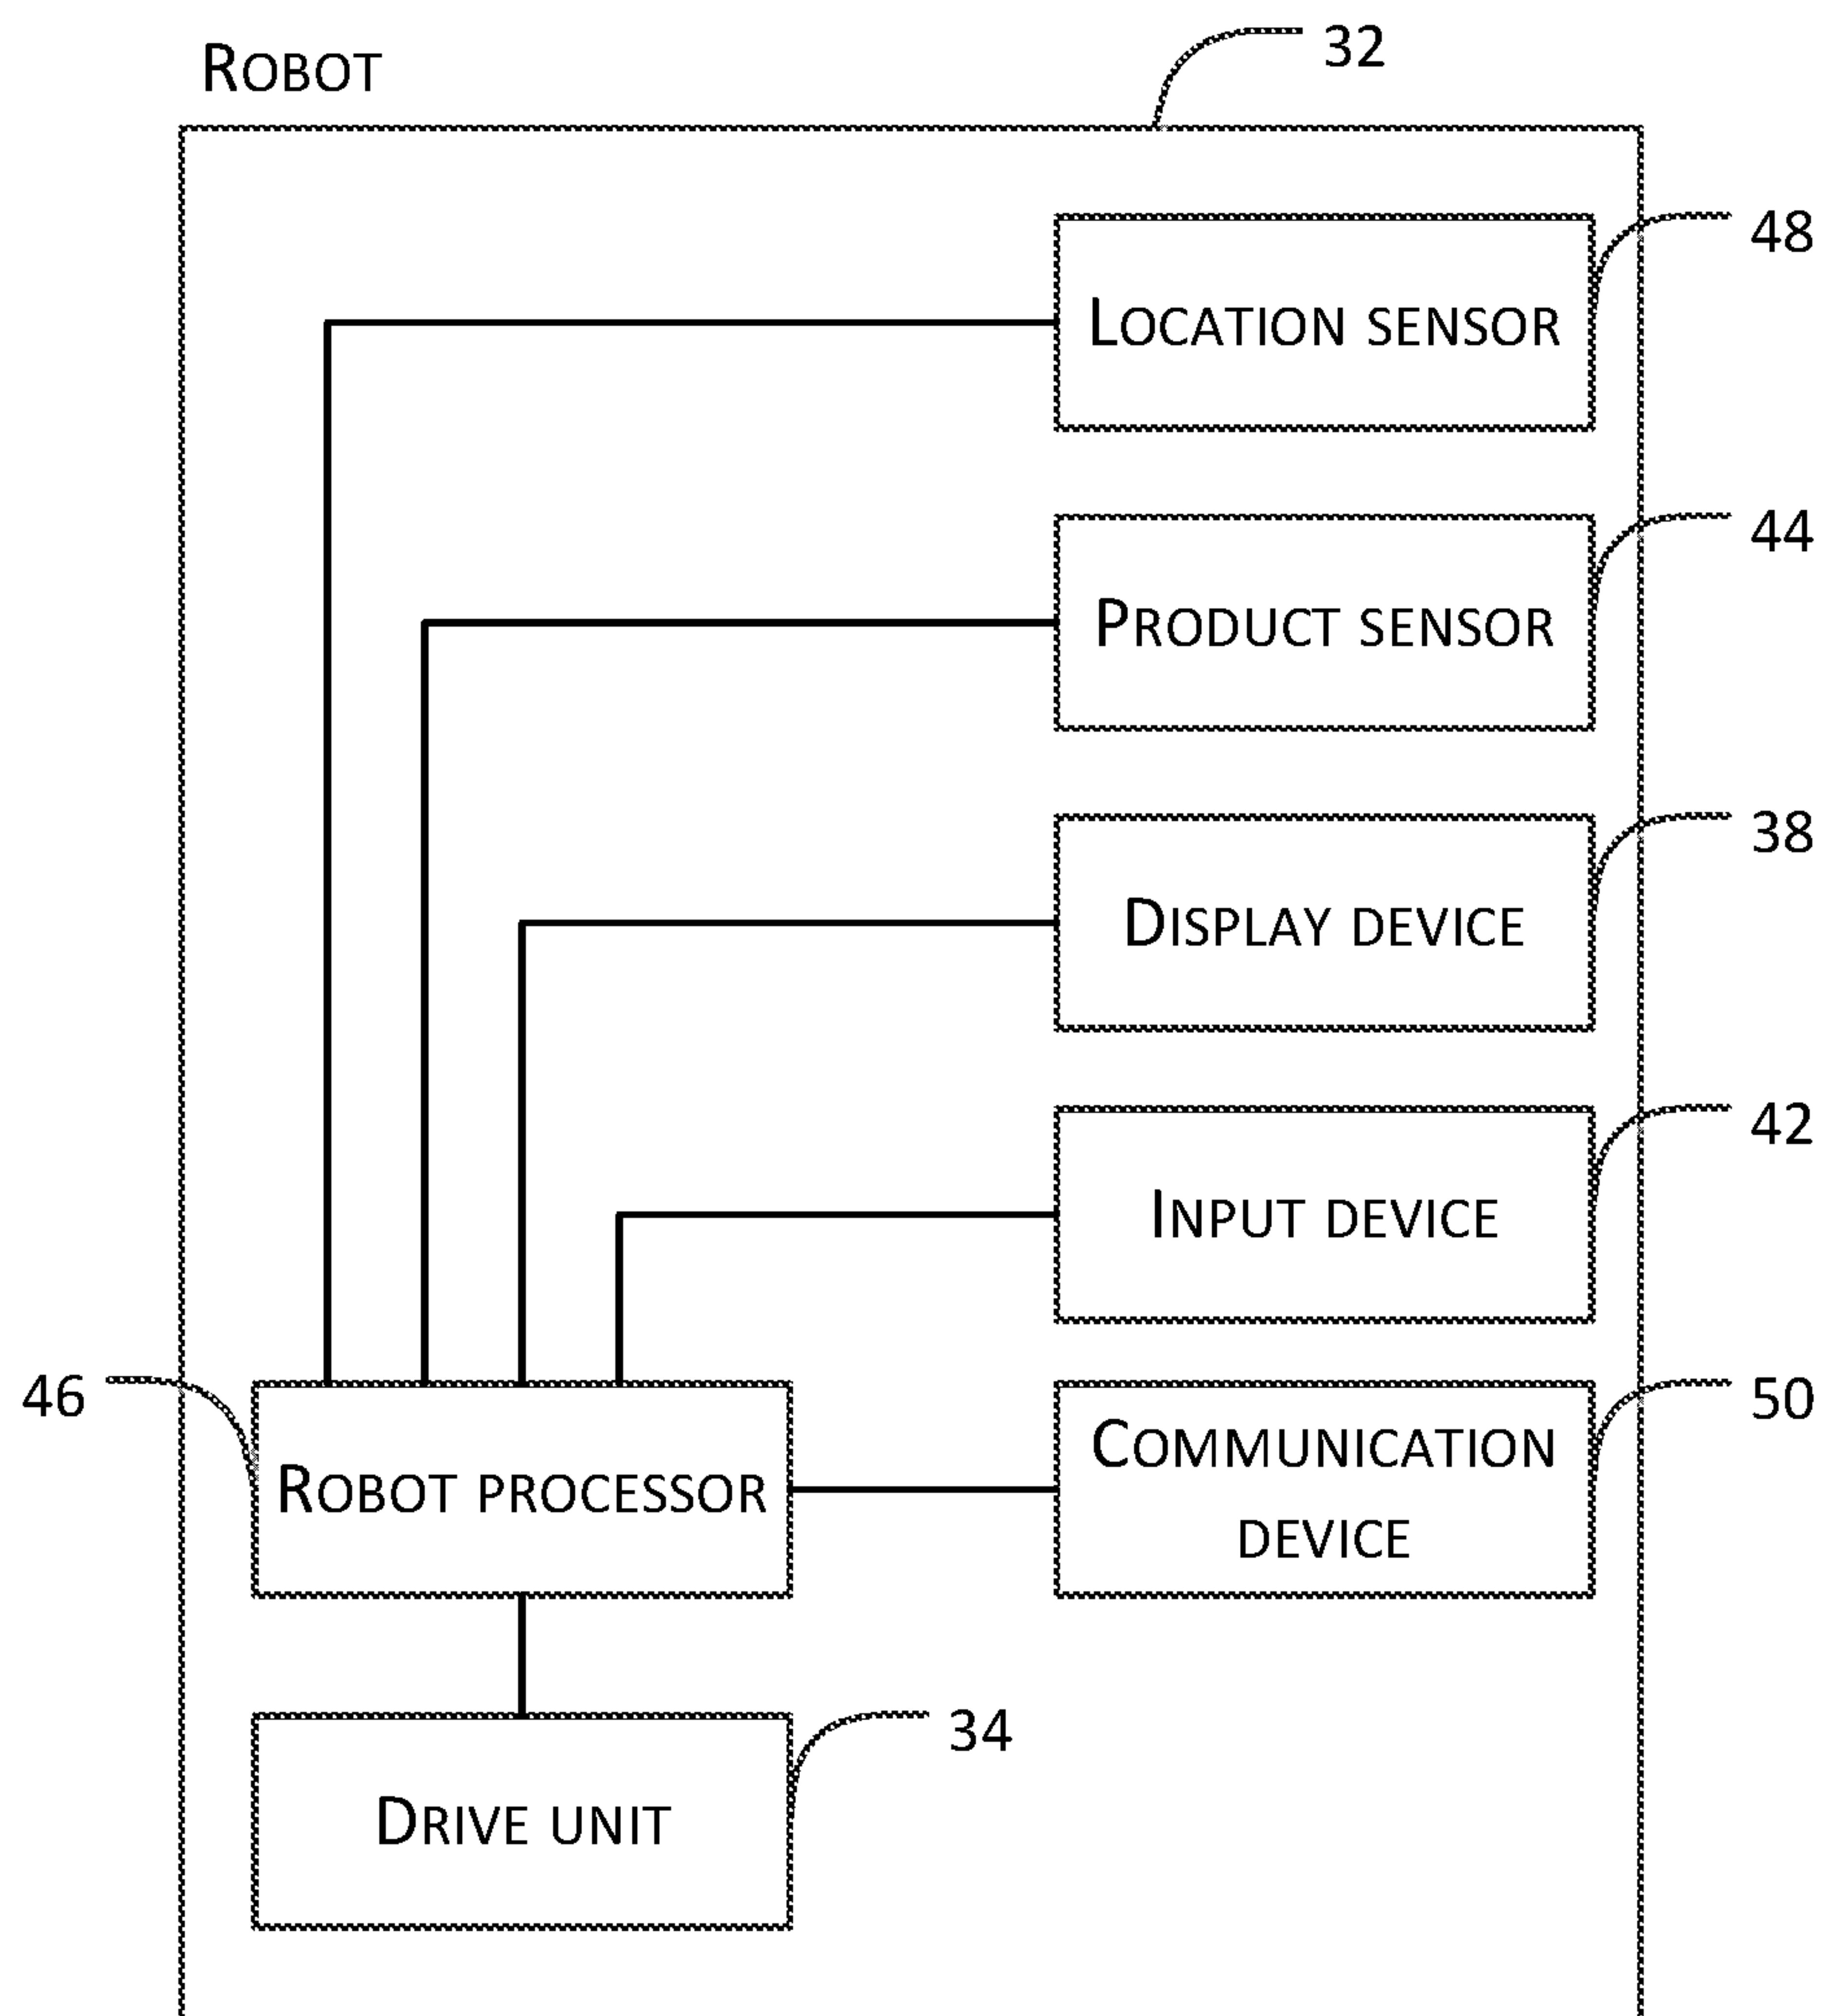 ROBOT
32
48
LOCATION SENSOR
44
PRODUCT SENSOR
38
DISPLAY DEVICE
42
INPUT DEVICE
46
ROBOT PROCESSOR
50
COMMUNICATION
DEVICE
34
DRIVE UNIT